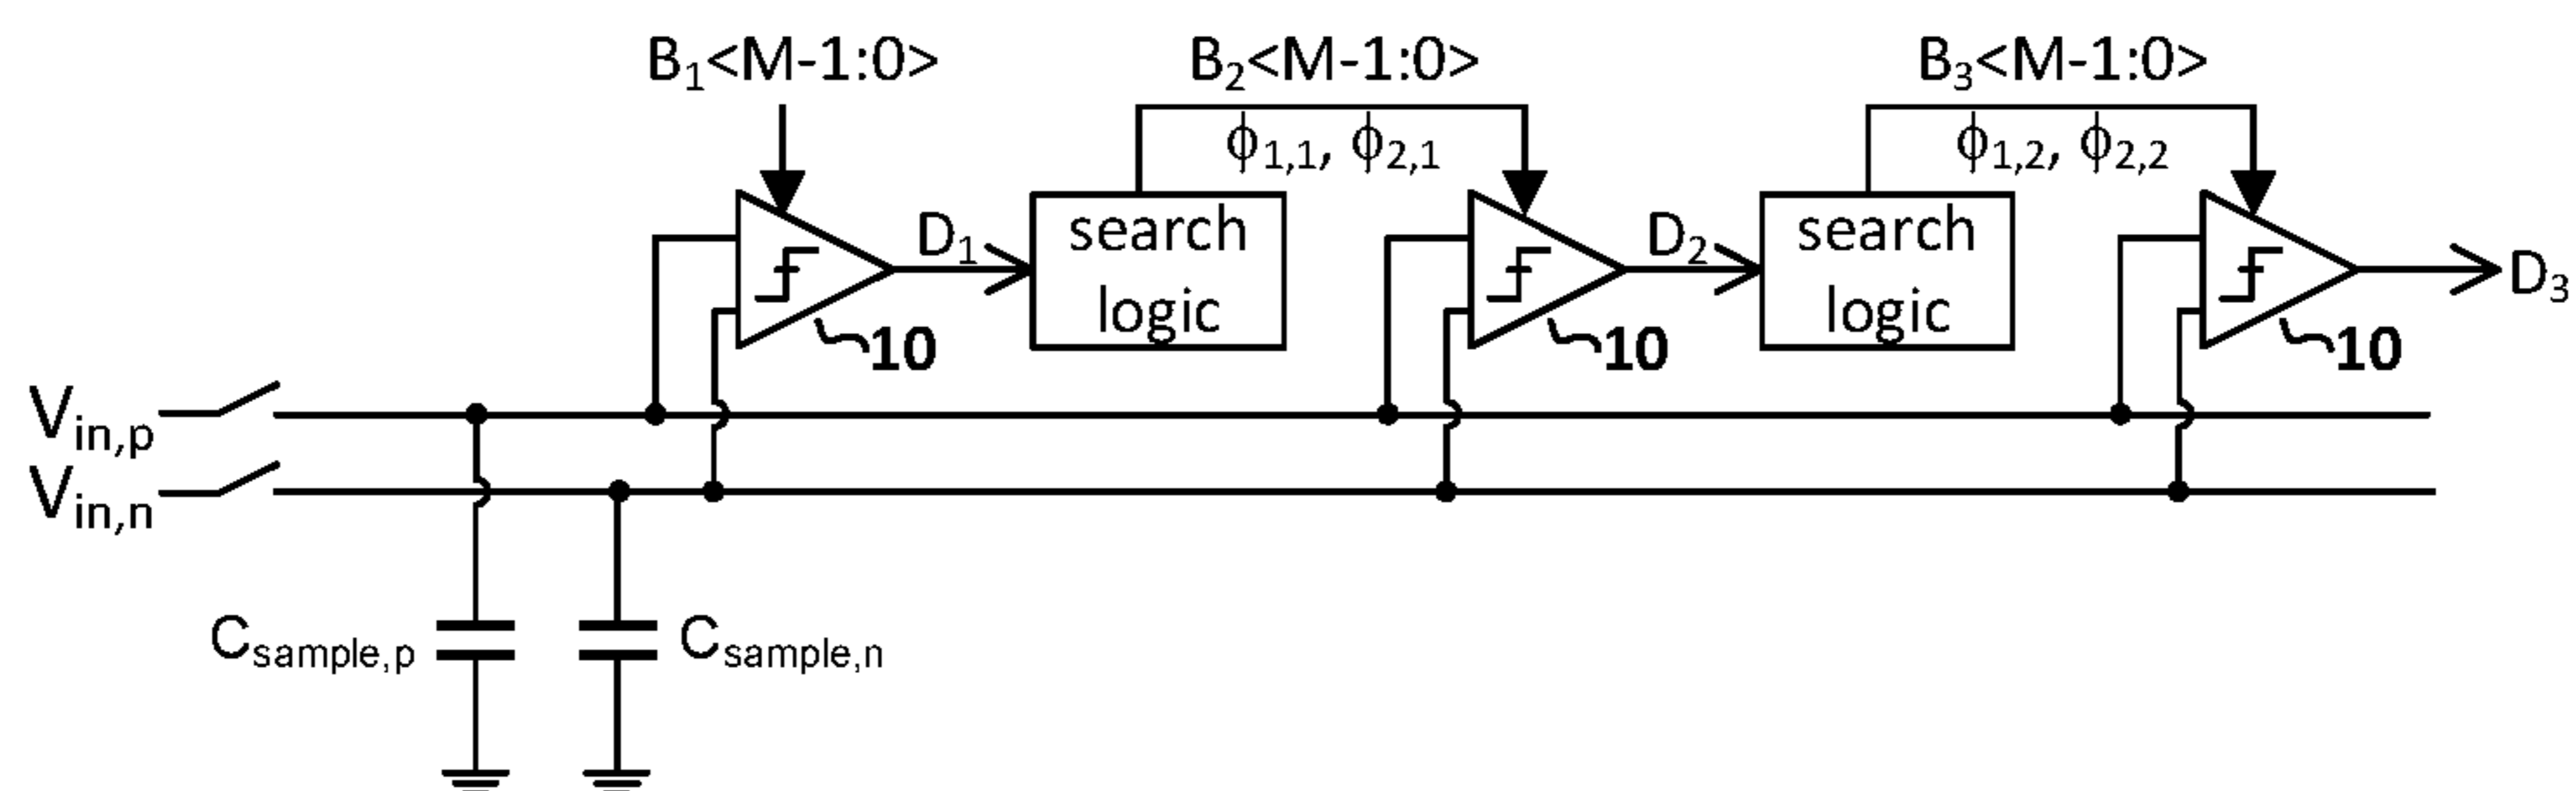 B₁<M-1:0>
B₂<M-1:0>
B₃<M-1:0>
ϕ₁,₁, ϕ₂,₁
ϕ₁,₂, ϕ₂,₂
D₁
search
logic
D₂
search
logic
D₃
10
10
10
Vin,p
Vin,n
Csample,p
Csample,n